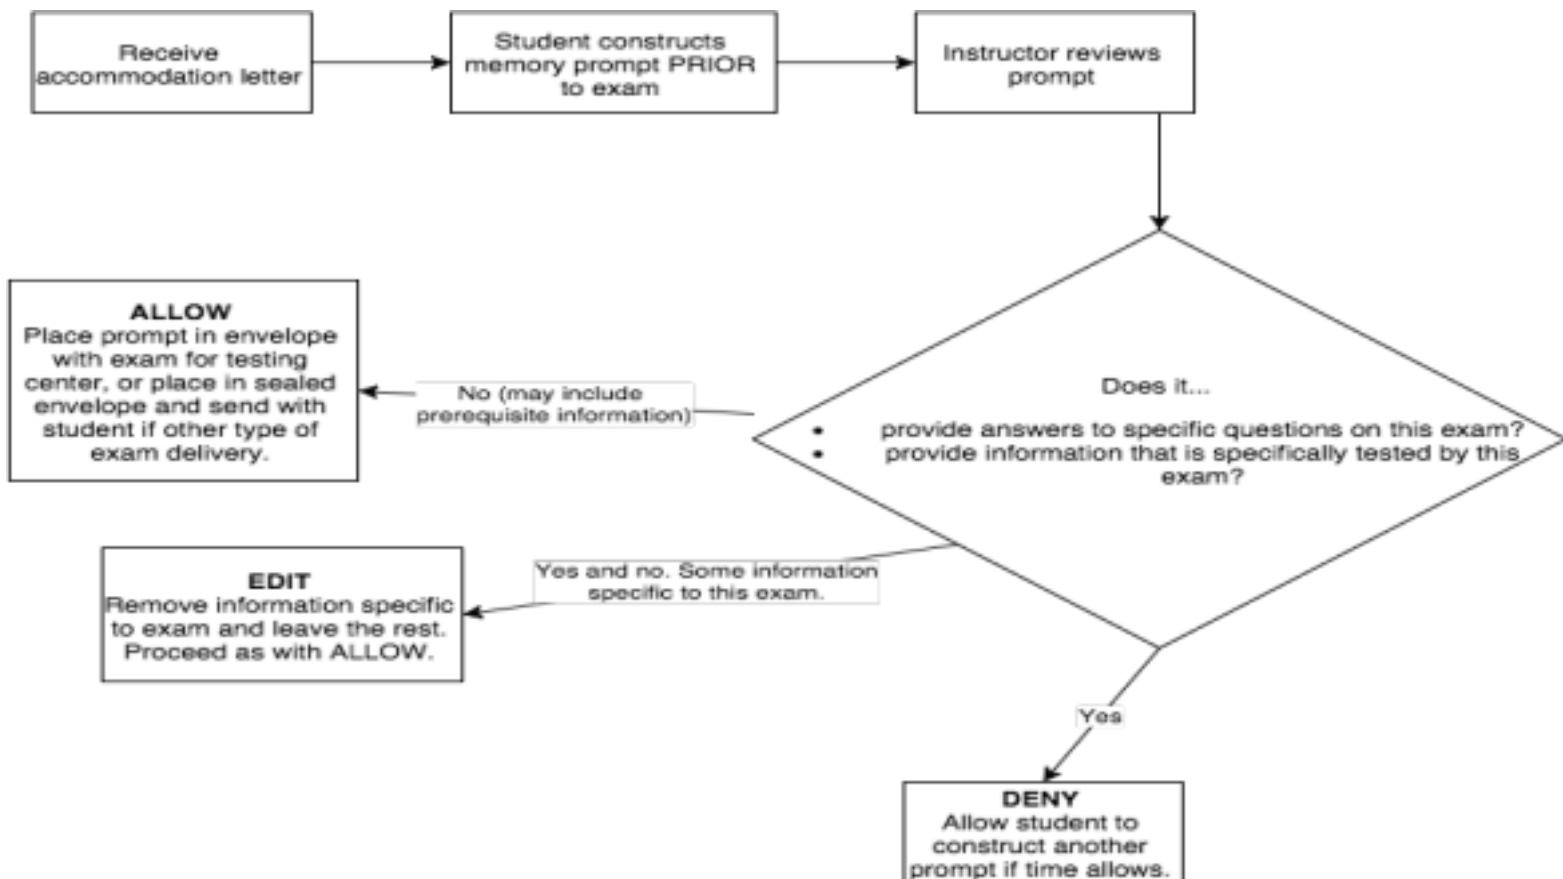 Receive
accommodation letter
Student constructs
memory prompt PRIOR
to exam
Instructor reviews
prompt
ALLOW
Place prompt in envelope
with exam for testing
center, or place in sealed
envelope and send with
student if other type of
exam delivery.
No (may include
prerequisite information)
Does it...
• provide answers to specific questions on this exam?
• provide information that is specifically tested by this
exam?
EDIT
Remove information specific
to exam and leave the rest.
Proceed as with ALLOW.
Yes and no. Some information
specific to this exam.
Yes
DENY
Allow student to
construct another
prompt if time allows.